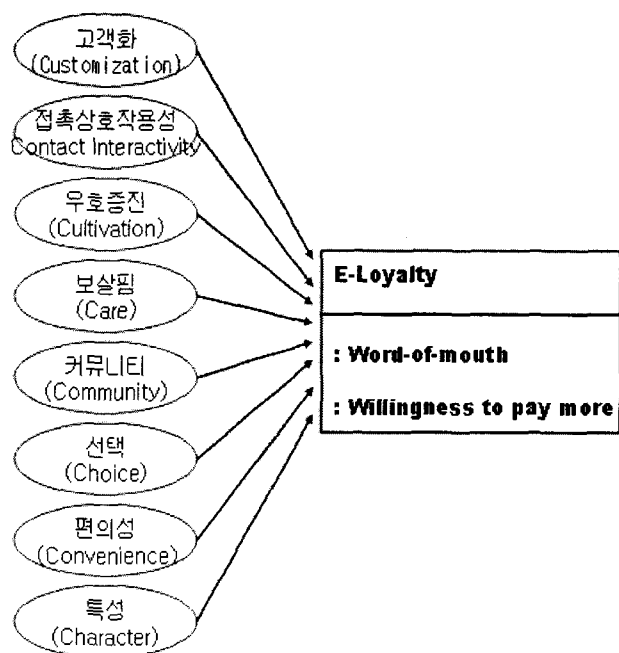 고객화
(Customization)
접촉상호작용성
Contact Interactivity
우호증진
(Cultivation)
보살핌
(Care)
커뮤니티
(Community)
선택
(Choice)
편의성
(Convenience)
특성
(Character)
E-Loyalty
: Word-of-mouth
: Willingness to pay more